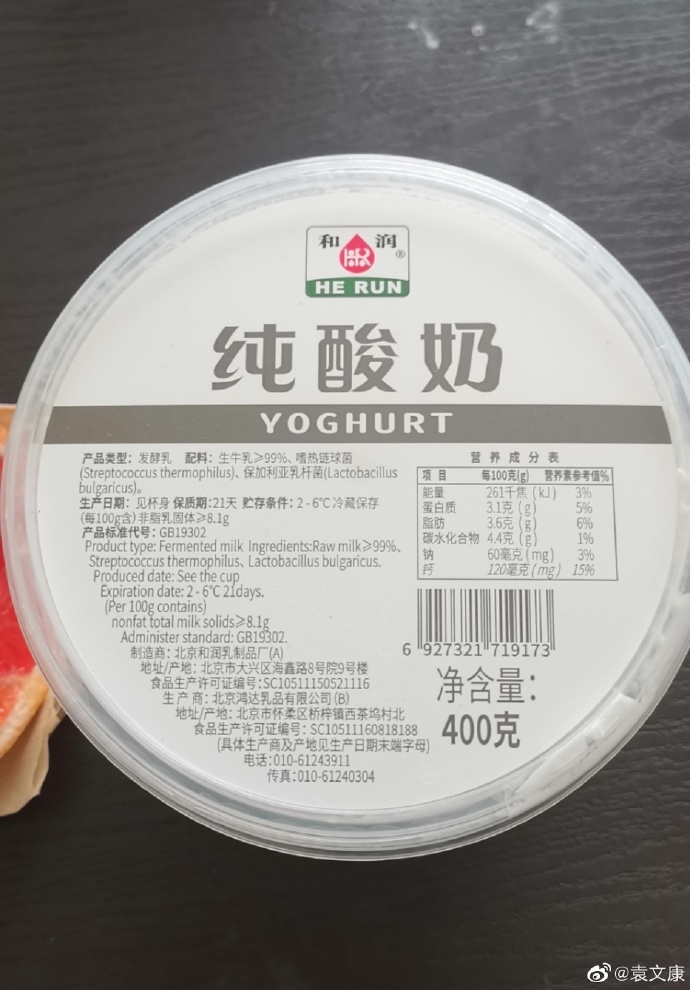 和润®
HE RUN
纯酸奶
YOGHURT
产品类型：发酵乳 配料：生牛乳≥99%、嗜热链球菌
(Streptococcus thermophilus)、保加利亚乳杆菌(Lactobacillus
bulgaricus)。
生产日期：见杯身 保质期:21天 贮存条件：2-6℃冷藏保存
(每100g含) 非脂乳固体≥8.1g
产品标准代号：GB19302
Product type: Fermented milk Ingredients:Raw milk≥99%、
Streptococcus thermophilus、Lactobacillus bulgaricus.
Produced date: See the cup
Expiration date: 2-6℃ 21days.
(Per 100g contains)
nonfat total milk solids≥8.1g
Administer standard: GB19302.
制造商：北京和润乳制品厂(A)
地址/产地：北京市大兴区海鑫路8号院9号楼
食品生产许可证编号：SC10511150521116
生产商：北京鸿达乳品有限公司(B)
地址/产地：北京市怀柔区桥梓镇西茶坞村北
食品生产许可证编号：SC10511160818188
(具体生产商及产地见生产日期末端字母)
电话:010-61243911
传真:010-61240304
营养成分表
项目 每100克(g) 营养素参考值%
能量 261千焦(kJ) 3%
蛋白质 3.1克(g) 5%
脂肪 3.6克(g) 6%
碳水化合物 4.4克(g) 1%
钠 60毫克(mg) 3%
钙 120毫克(mg) 15%
6 927321 719173
净含量：
400克
@袁文康